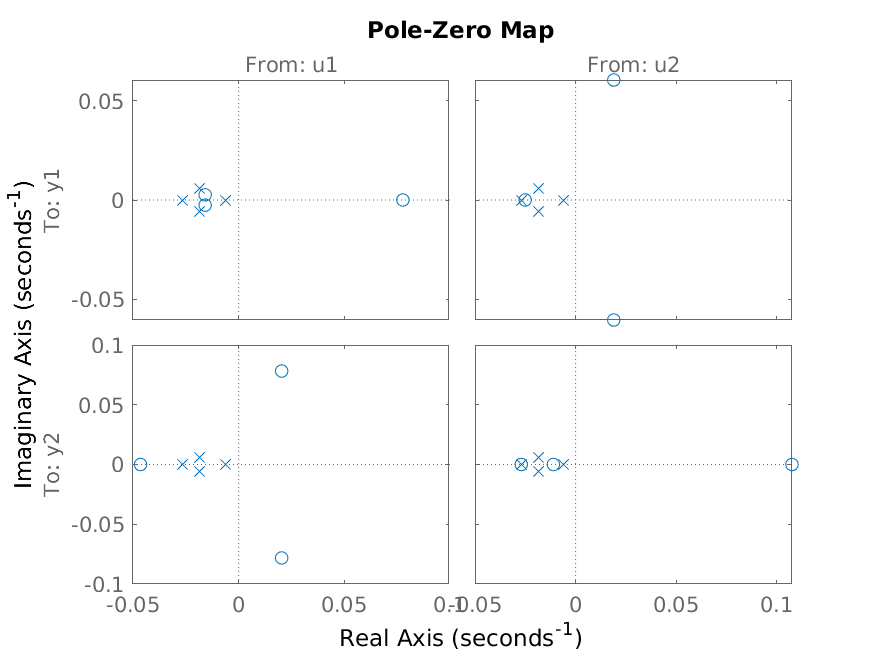 Pole-Zero Map
From: u1
From: u2
Imaginary Axis (seconds⁻¹)
To: y1
0.05
0
-0.05
To: y2
0.1
0.05
0
-0.05
-0.1
-0.05
0
0.05
0.1
-0.05
0
0.05
0.1
Real Axis (seconds⁻¹)